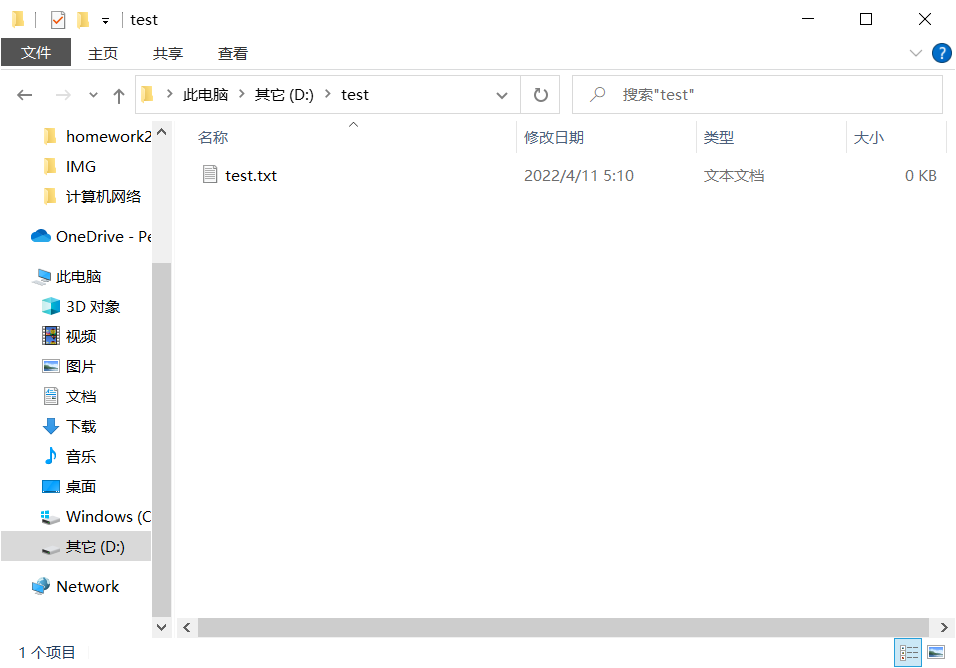 test
文件 主页 共享 查看
此电脑 其它 (D:) test 搜索"test"
名称 修改日期 类型 大小
test.txt 2022/4/11 5:10 文本文档 0 KB
homework2
IMG
计算机网络
OneDrive - Pe
此电脑
3D 对象
视频
图片
文档
下载
音乐
桌面
Windows (C
其它 (D:)
Network
1 个项目